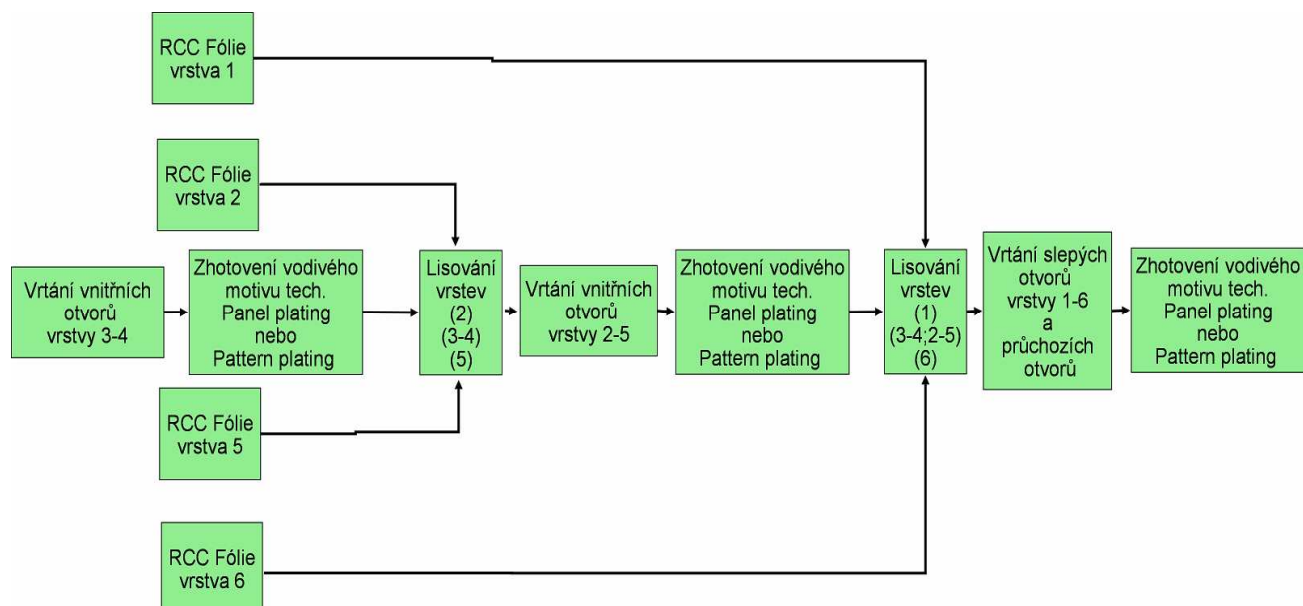 RCC Fólie
vrstva 1
RCC Fólie
vrstva 2
Vrtání vnitřních
otvorů
vrstvy 3-4
Zhotovení vodivého
motivu tech.
Panel plating
nebo
Pattern plating
Lisování
vrstev
(2)
(3-4)
(5)
Vrtání vnitřních
otvorů
vrstvy 2-5
Zhotovení vodivého
motivu tech.
Panel plating
nebo
Pattern plating
Lisování
vrstev
(1)
(3-4;2-5)
(6)
Vrtání slepých
otvorů
vrstvy 1-6
a
průchozích
otvorů
Zhotovení vodivého
motivu tech.
Panel plating
nebo
Pattern plating
RCC Fólie
vrstva 5
RCC Fólie
vrstva 6